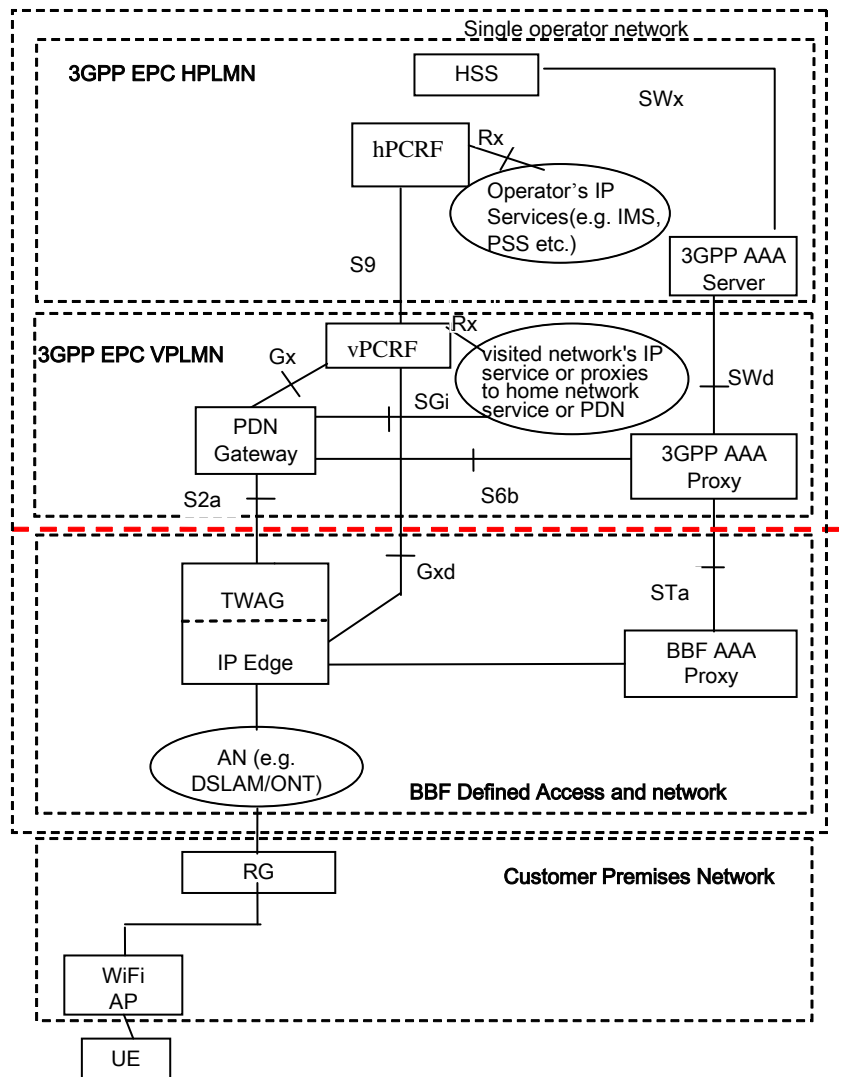 Single operator network
3GPP EPC HPLMN
HSS
SWx
hPCRF
Rx
Operator's IP
Services(e.g. IMS,
PSS etc.)
S9
3GPP AAA
Server
3GPP EPC VPLMN
Gx
vPCRF
Rx
visited network's IP
service or proxies
to home network
service or PDN
SWd
SGi
PDN
Gateway
3GPP AAA
Proxy
S2a
S6b
Gxd
STa
TWAG
IP Edge
BBF AAA
Proxy
AN (e.g.
DSLAM/ONT)
BBF Defined Access and network
RG
Customer Premises Network
WiFi
AP
UE